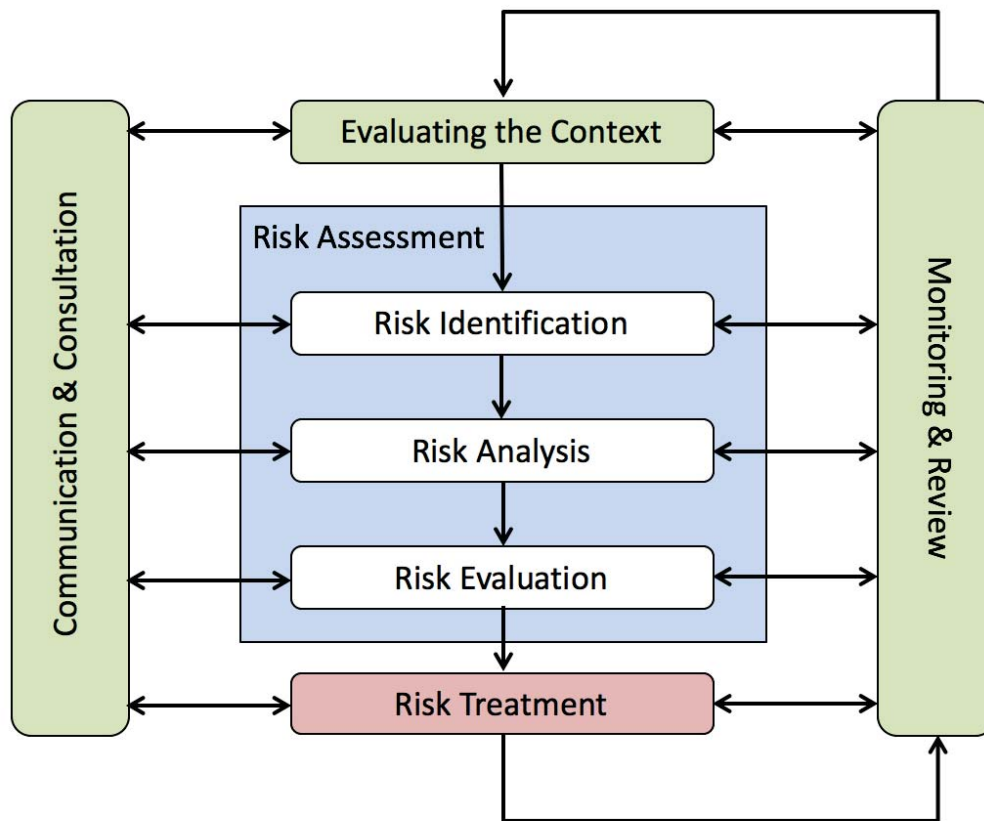 Evaluating the Context
Communication & Consultation
Risk Assessment
Risk Identification
Risk Analysis
Risk Evaluation
Risk Treatment
Monitoring & Review